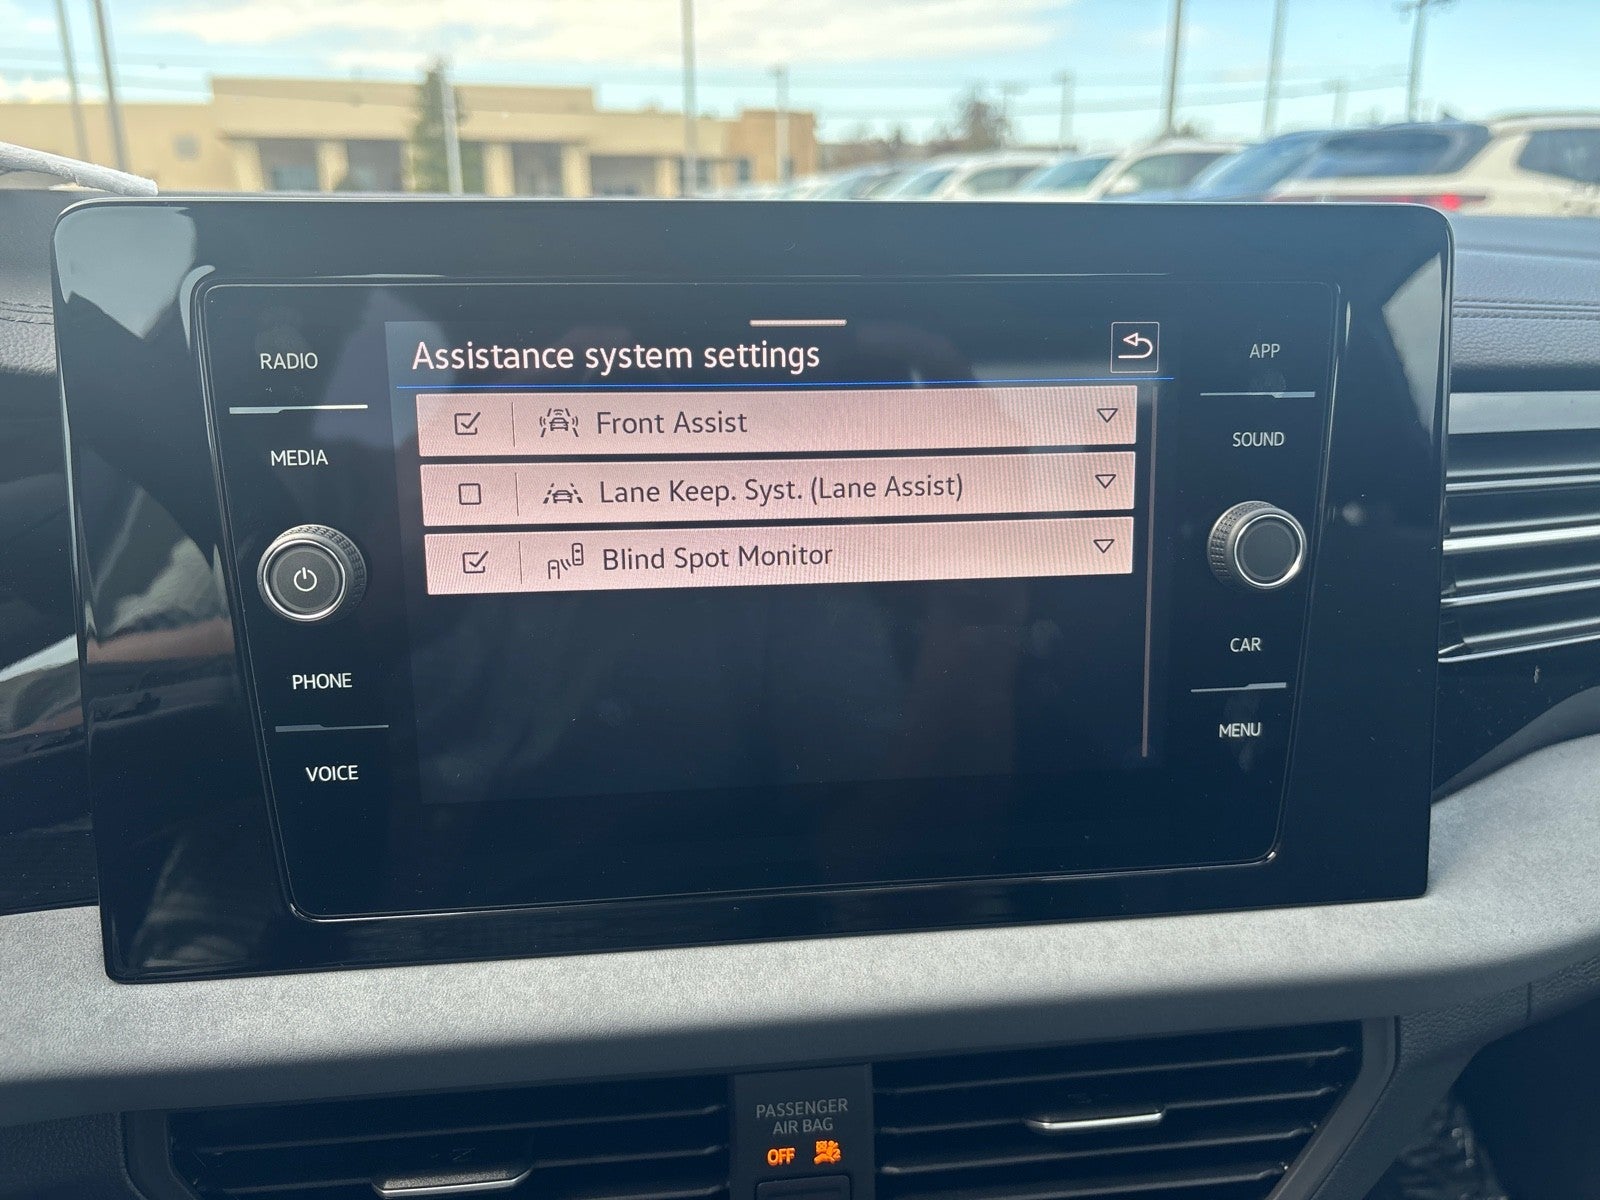 RADIO
MEDIA
PHONE
VOICE
Assistance system settings
Front Assist
Lane Keep. Syst. (Lane Assist)
Blind Spot Monitor
APP
SOUND
CAR
MENU
PASSENGER
AIR BAG
OFF